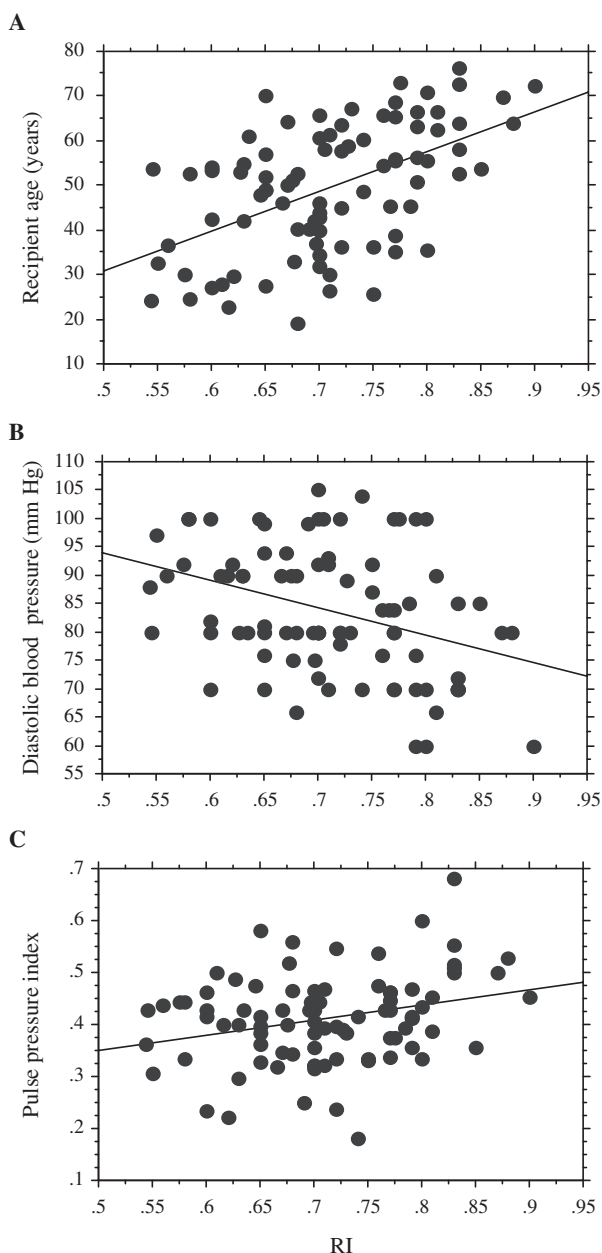 A
Recipient age (years)
80
70
60
50
40
30
20
10
.5 .55 .6 .65 .7 .75 .8 .85 .9 .95
B
Diastolic blood pressure (mm Hg)
110
105
100
95
90
85
80
75
70
65
60
55
.5 .55 .6 .65 .7 .75 .8 .85 .9 .95
C
Pulse pressure index
.7
.6
.5
.4
.3
.2
.1
.5 .55 .6 .65 .7 .75 .8 .85 .9 .95
RI